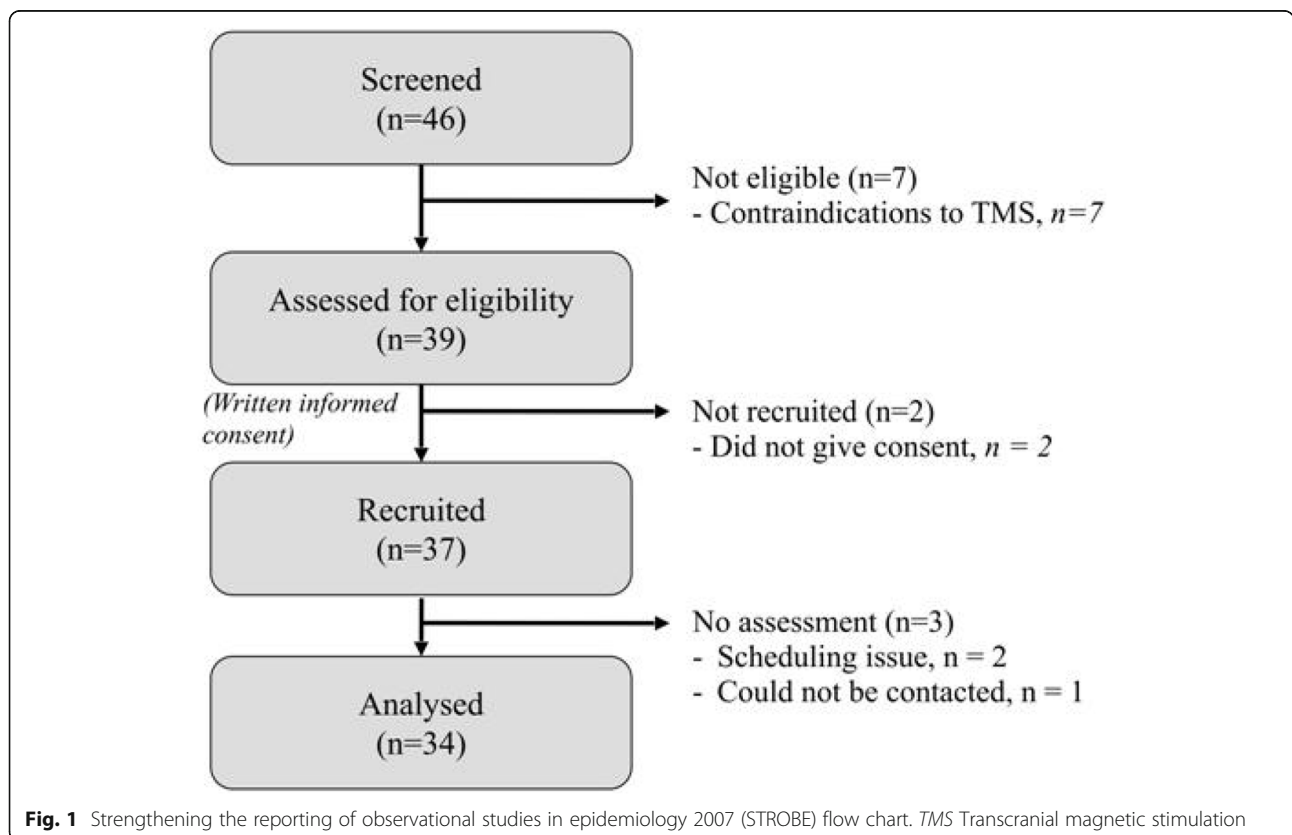 Screened
(n=46)
Not eligible (n=7)
- Contraindications to TMS, n=7
Assessed for eligibility
(n=39)
(Written informed
consent)
Not recruited (n=2)
- Did not give consent, n = 2
Recruited
(n=37)
No assessment (n=3)
- Scheduling issue, n = 2
- Could not be contacted, n = 1
Analysed
(n=34)
Fig. 1 Strengthening the reporting of observational studies in epidemiology 2007 (STROBE) flow chart. TMS Transcranial magnetic stimulation